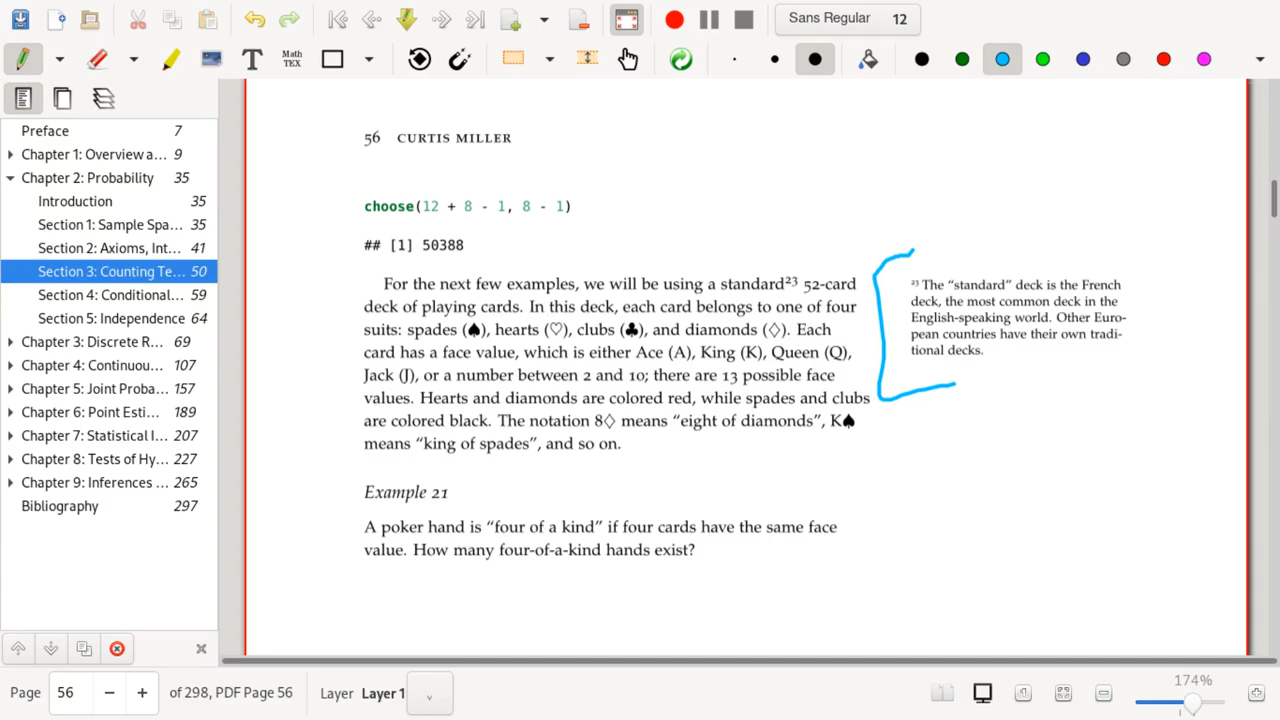 Sans Regular 12
Math
TEX
Preface 7
Chapter 1: Overview a... 9
Chapter 2: Probability 35
Introduction 35
Section 1: Sample Spa... 35
Section 2: Axioms, Int... 41
Section 3: Counting Te... 50
Section 4: Conditional... 59
Section 5: Independence 64
Chapter 3: Discrete R... 69
Chapter 4: Continuou... 107
Chapter 5: Joint Proba... 157
Chapter 6: Point Esti... 189
Chapter 7: Statistical I... 207
Chapter 8: Tests of Hy... 227
Chapter 9: Inferences ... 265
Bibliography 297
56 CURTIS MILLER
choose(12 + 8 - 1, 8 - 1)
## [1] 50388
For the next few examples, we will be using a standard²³ 52-card
deck of playing cards. In this deck, each card belongs to one of four
suits: spades (♠), hearts (♡), clubs (♣), and diamonds (♢). Each
card has a face value, which is either Ace (A), King (K), Queen (Q),
Jack (J), or a number between 2 and 10; there are 13 possible face
values. Hearts and diamonds are colored red, while spades and clubs
are colored black. The notation 8♢ means “eight of diamonds”, K♠
means “king of spades”, and so on.
²³ The “standard” deck is the French
deck, the most common deck in the
English-speaking world. Other Euro-
pean countries have their own tradi-
tional decks.
Example 21
A poker hand is “four of a kind” if four cards have the same face
value. How many four-of-a-kind hands exist?
Page 56 of 298, PDF Page 56 Layer Layer 1 174%